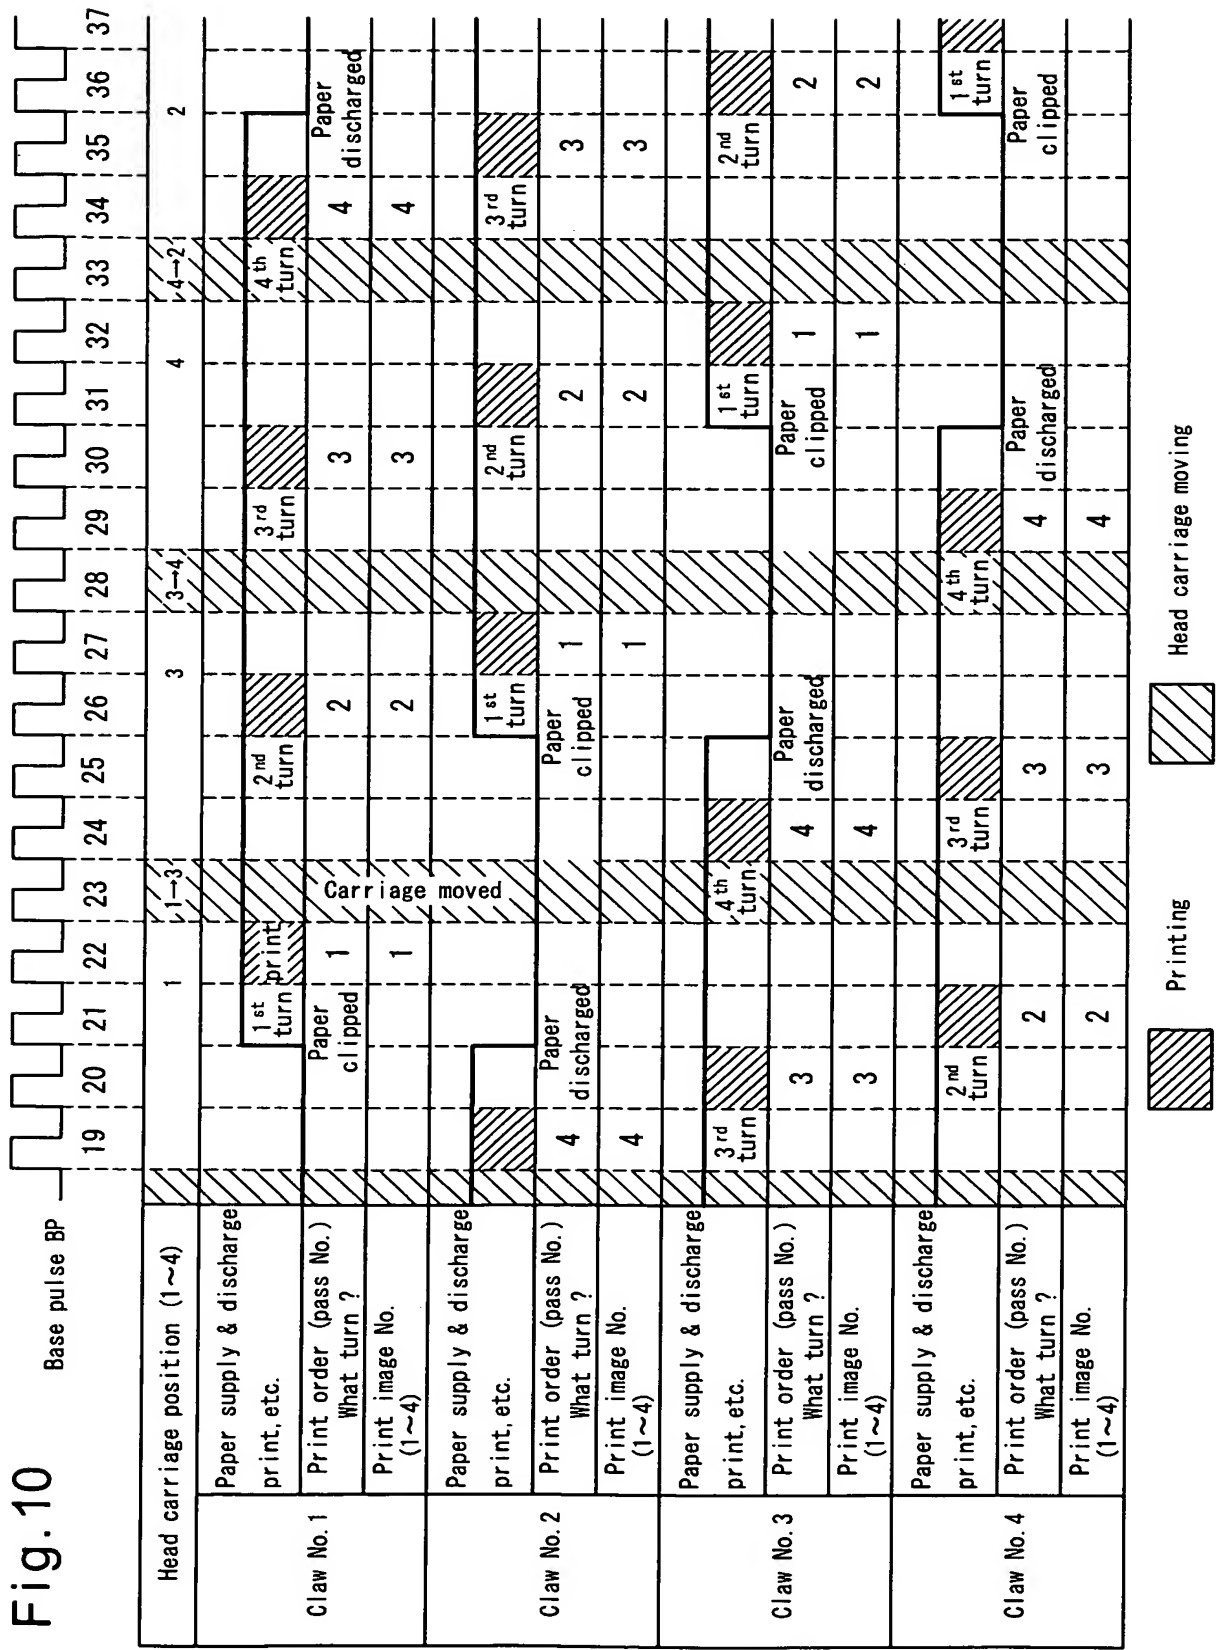 Fig.10
Base pulse BP
19 20 21 22 23 24 25 26 27 28 29 30 31 32 33 34 35 36 37
Head carriage position (1~4)
1 1→3 3 3→4 4 4→2 2
Claw No.1
Paper supply & discharge
print, etc.
1st turn print 2nd turn 3rd turn 4th turn
Print order (pass No.)
What turn ?
Paper clipped 1 2 3 4 Paper discharged
Carriage moved
Print image No.
(1~4)
1 2 3 4
Claw No.2
Paper supply & discharge
print, etc.
1st turn 2nd turn 3rd turn
Print order (pass No.)
What turn ?
4 Paper discharged Paper clipped 1 2 3
Print image No.
(1~4)
4 1 2 3
Claw No.3
Paper supply & discharge
print, etc.
3rd turn 4th turn 1st turn 2nd turn
Print order (pass No.)
What turn ?
3 4 Paper discharged Paper clipped 1 2
Print image No.
(1~4)
3 4 1 2
Claw No.4
Paper supply & discharge
print, etc.
2nd turn 3rd turn 4th turn 1st turn
Print order (pass No.)
What turn ?
2 3 4 Paper discharged Paper clipped
Print image No.
(1~4)
2 3 4
Printing
Head carriage moving